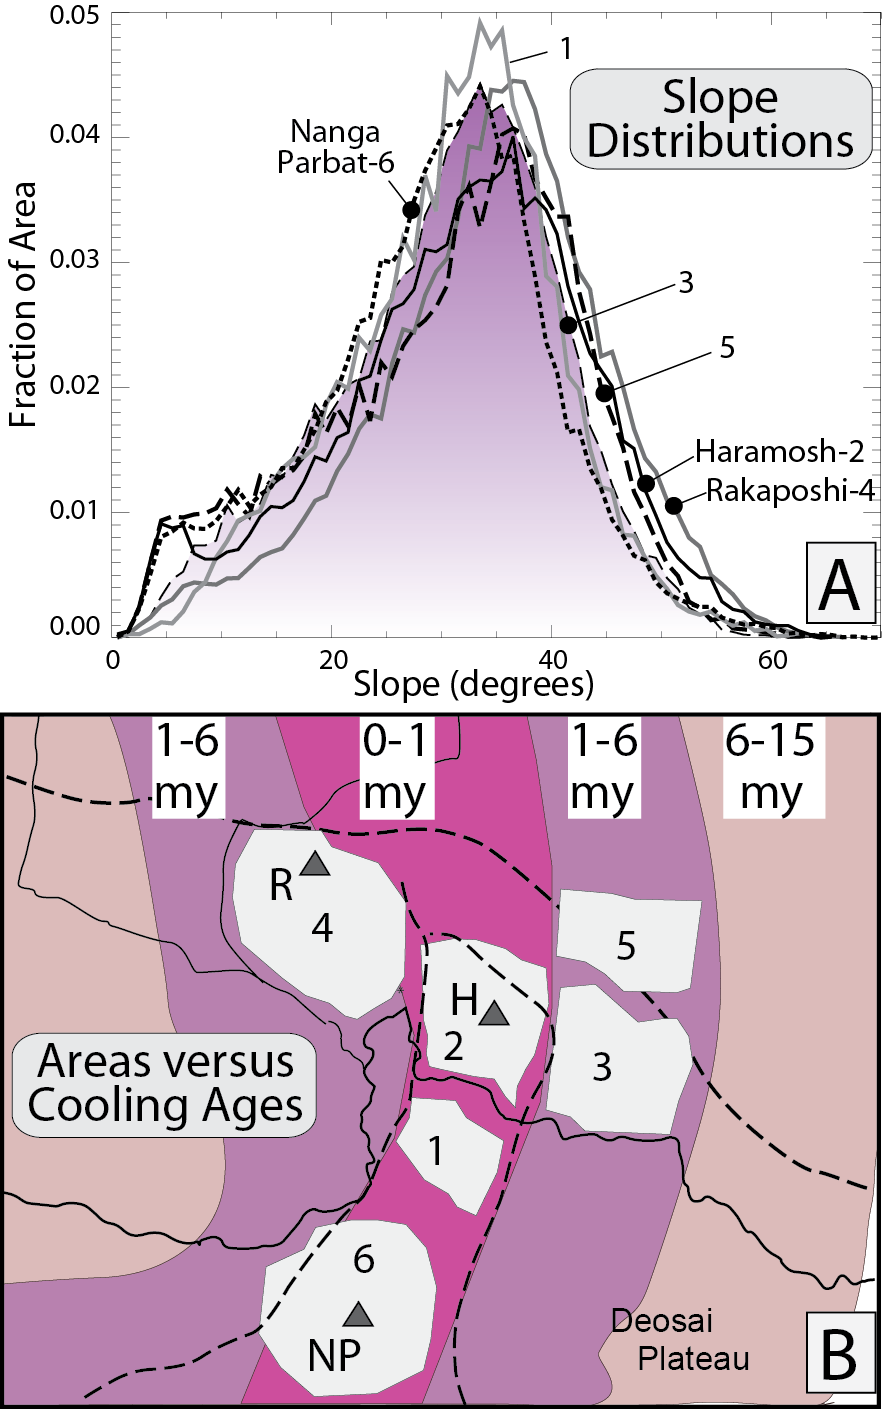 0.05
0.04
0.03
0.02
0.01
0.00
Fraction of Area
Nanga
Parbat-6
1
Slope
Distributions
3
5
Haramosh-2
Rakaposhi-4
A
0
20
40
60
Slope (degrees)
1-6
my
0-1
my
1-6
my
6-15
my
R
4
5
H
2
3
Areas versus
Cooling Ages
1
6
NP
Deosai
Plateau
B